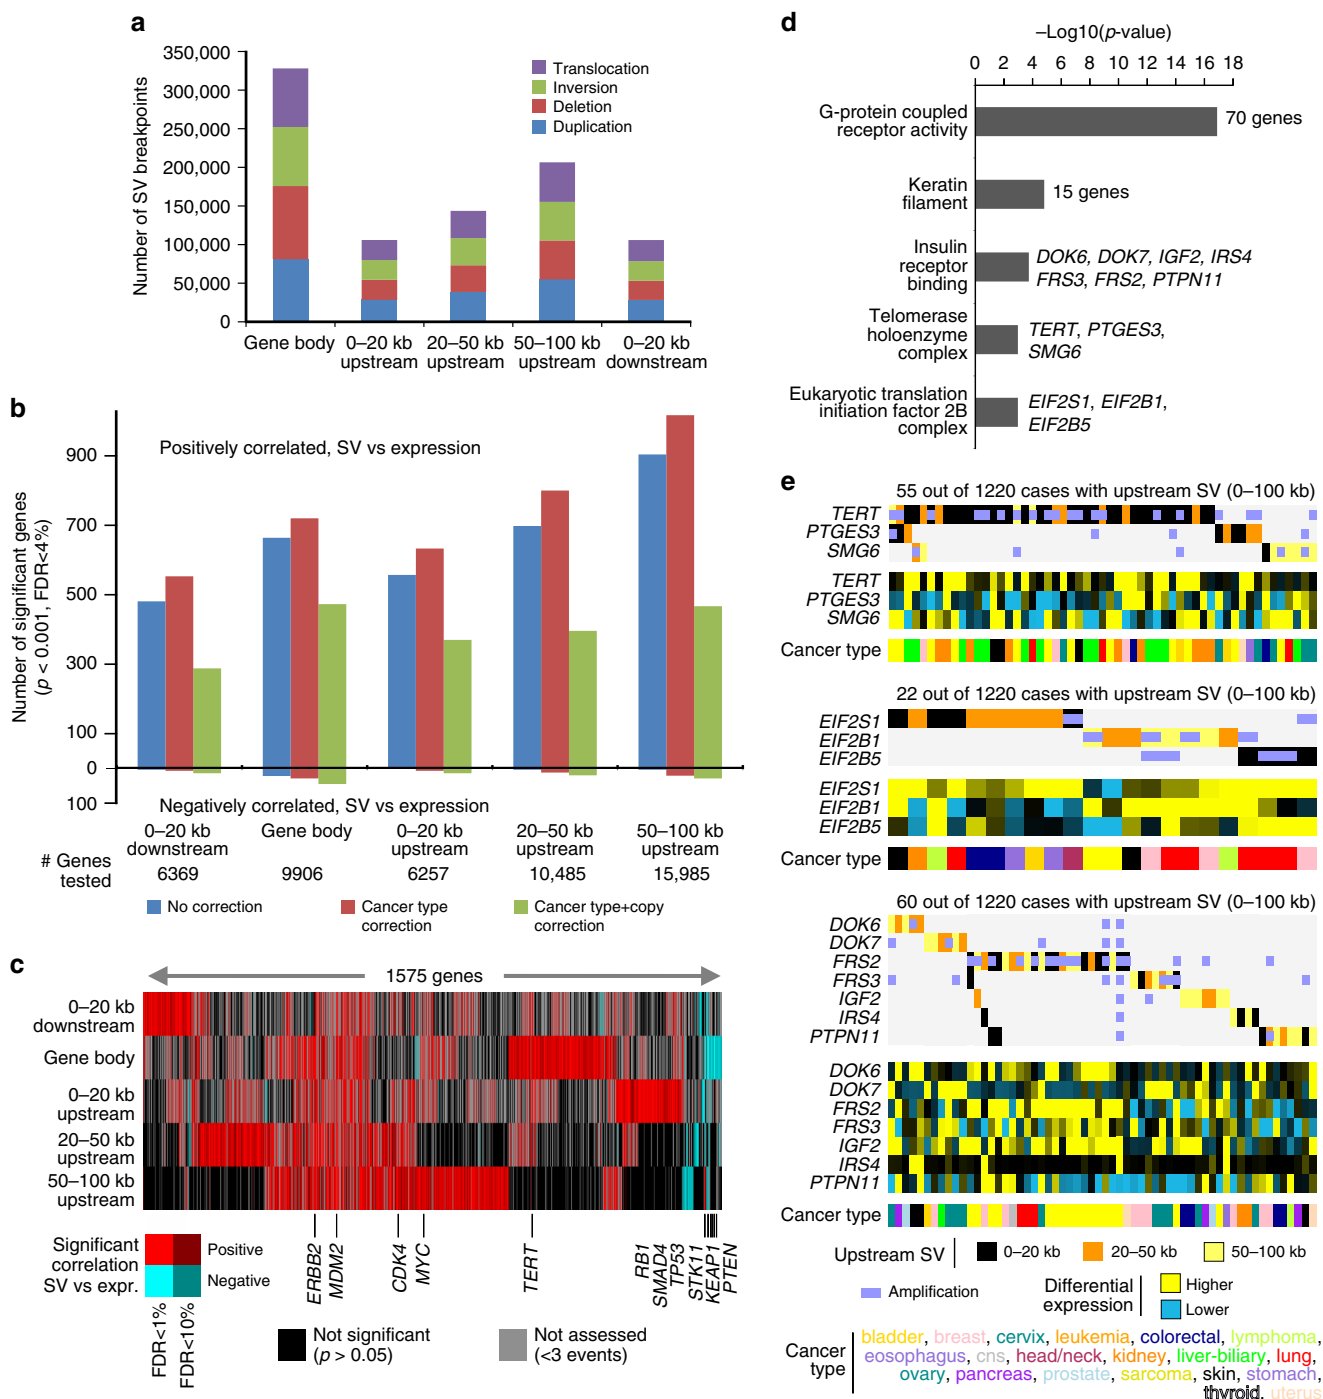 a
Number of SV breakpoints
350,000
300,000
250,000
200,000
150,000
100,000
50,000
0
Translocation
Inversion
Deletion
Duplication
Gene body
0–20 kb
upstream
20–50 kb
upstream
50–100 kb
upstream
0–20 kb
downstream
b
Number of significant genes
(p < 0.001, FDR<4%)
900
700
500
300
100
0
100
Positively correlated, SV vs expression
Negatively correlated, SV vs expression
0–20 kb
downstream
Gene body
0–20 kb
upstream
20–50 kb
upstream
50–100 kb
upstream
# Genes
tested
6369
9906
6257
10,485
15,985
No correction
Cancer type
correction
Cancer type+copy
correction
c
1575 genes
0–20 kb
downstream
Gene body
0–20 kb
upstream
20–50 kb
upstream
50–100 kb
upstream
Significant
correlation
SV vs expr.
Positive
Negative
FDR<1%
FDR<10%
ERBB2
MDM2
CDK4
MYC
TERT
RB1
SMAD4
TP53
STK11
KEAP1
PTEN
Not significant
(p > 0.05)
Not assessed
(<3 events)
d
–Log10(p-value)
0 2 4 6 8 10 12 14 16 18
G-protein coupled
receptor activity
70 genes
Keratin
filament
15 genes
Insulin
receptor
binding
DOK6, DOK7, IGF2, IRS4
FRS3, FRS2, PTPN11
Telomerase
holoenzyme
complex
TERT, PTGES3,
SMG6
Eukaryotic translation
initiation factor 2B
complex
EIF2S1, EIF2B1,
EIF2B5
e
55 out of 1220 cases with upstream SV (0–100 kb)
TERT
PTGES3
SMG6
TERT
PTGES3
SMG6
Cancer type
22 out of 1220 cases with upstream SV (0–100 kb)
EIF2S1
EIF2B1
EIF2B5
EIF2S1
EIF2B1
EIF2B5
Cancer type
60 out of 1220 cases with upstream SV (0–100 kb)
DOK6
DOK7
FRS2
FRS3
IGF2
IRS4
PTPN11
DOK6
DOK7
FRS2
FRS3
IGF2
IRS4
PTPN11
Cancer type
Upstream SV
0–20 kb
20–50 kb
50–100 kb
Amplification
Differential
expression
Higher
Lower
Cancer
type
bladder, breast, cervix, leukemia, colorectal, lymphoma,
eosophagus, cns, head/neck, kidney, liver-biliary, lung,
ovary, pancreas, prostate, sarcoma, skin, stomach,
thyroid, uterus